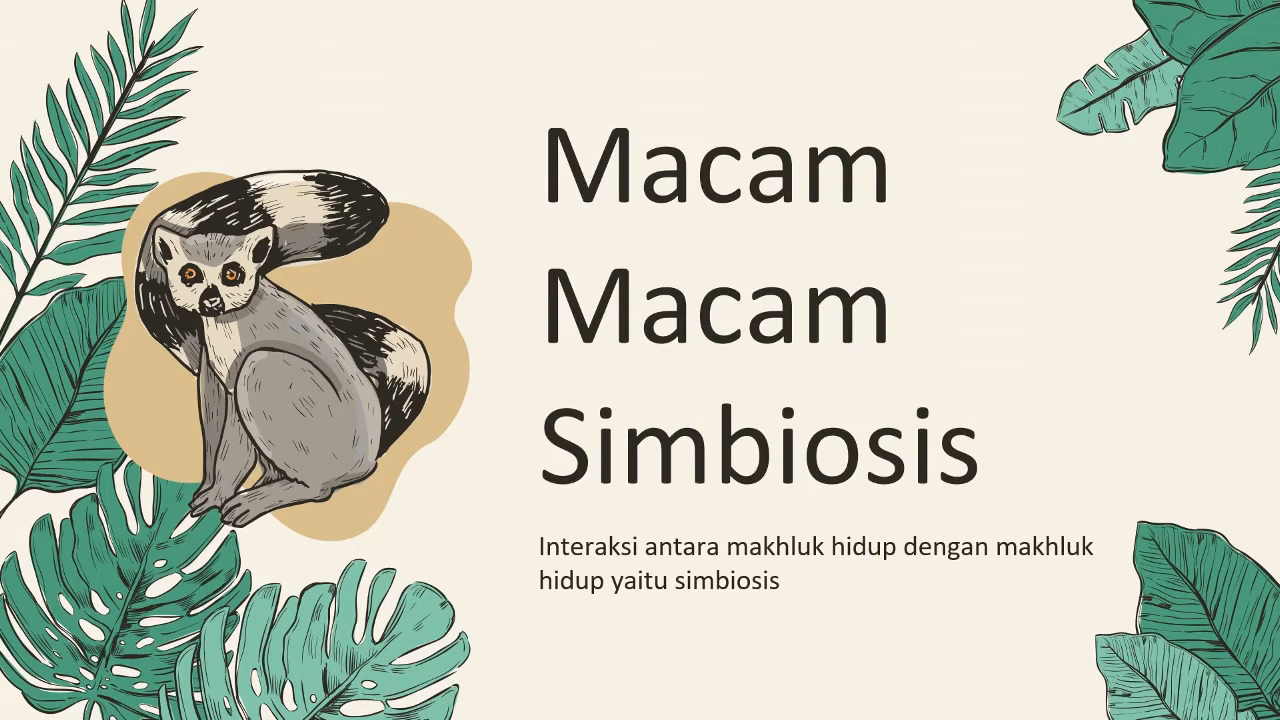 Macam
Macam
Simbiosis
Interaksi antara makhluk hidup dengan makhluk
hidup yaitu simbiosis